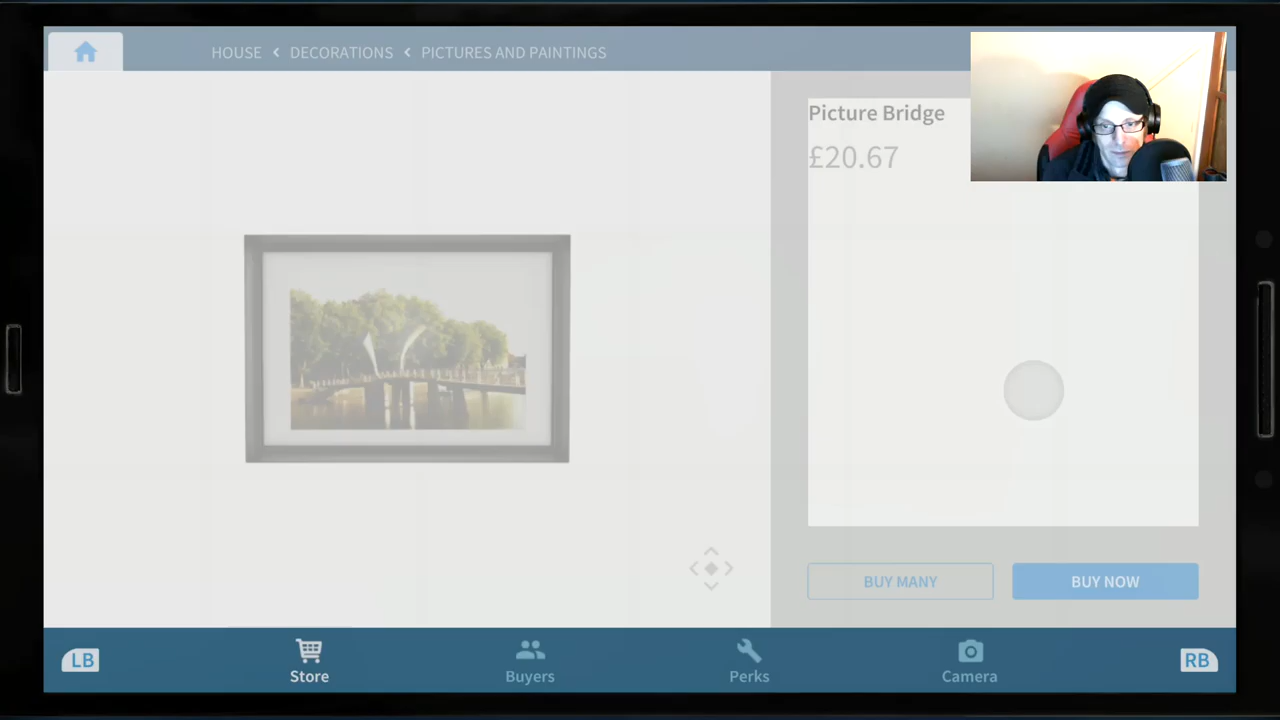 HOUSE < DECORATIONS < PICTURES AND PAINTINGS
Picture Bridge
£20.67
BUY MANY
BUY NOW
LB
Store
Buyers
Perks
Camera
RB